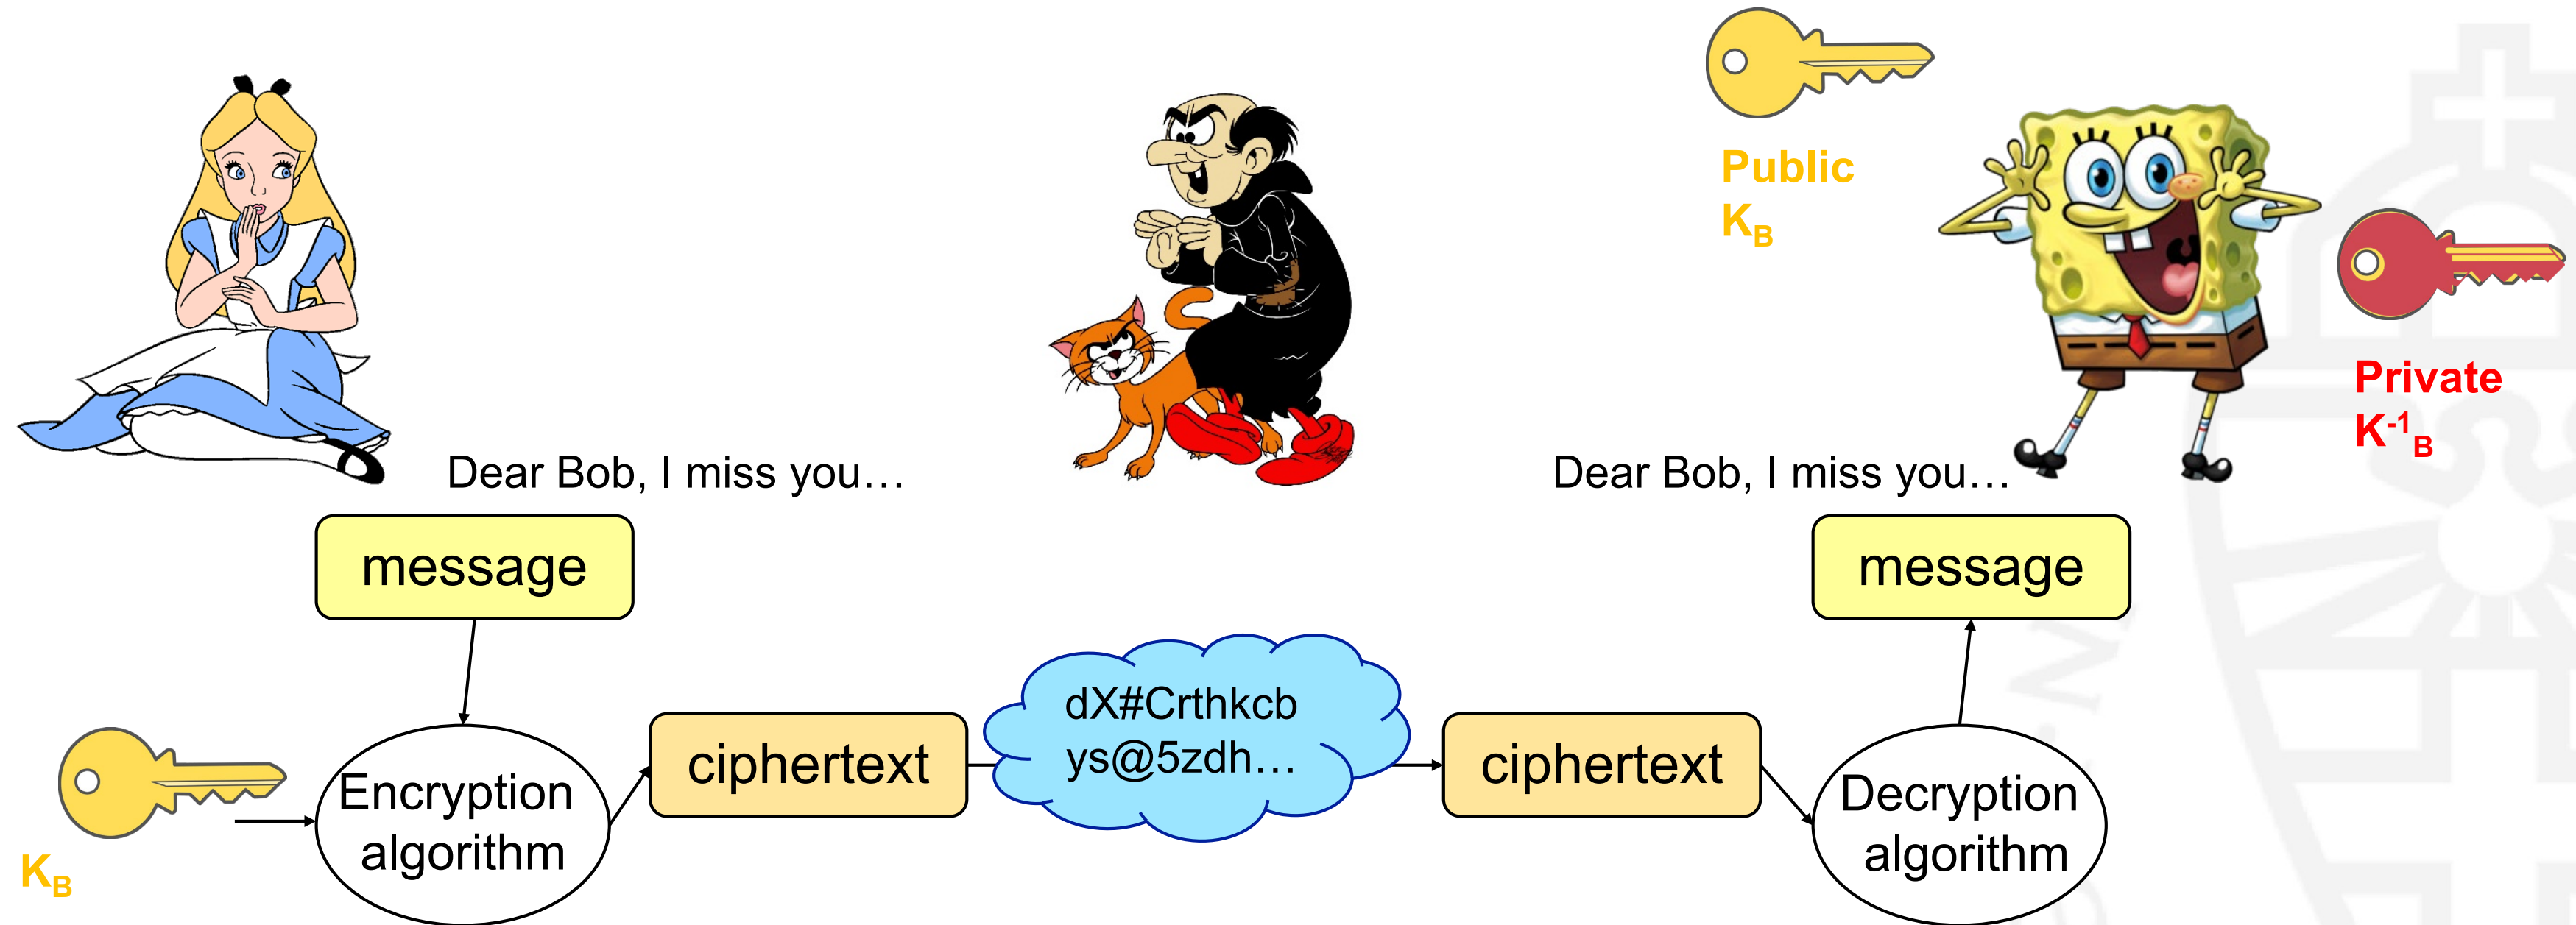 Public
K_B
Private
K^-1_B
Dear Bob, I miss you…
Dear Bob, I miss you…
message
message
dX#Crthkcb
ys@5zdh…
ciphertext
ciphertext
Encryption
algorithm
Decryption
algorithm
K_B